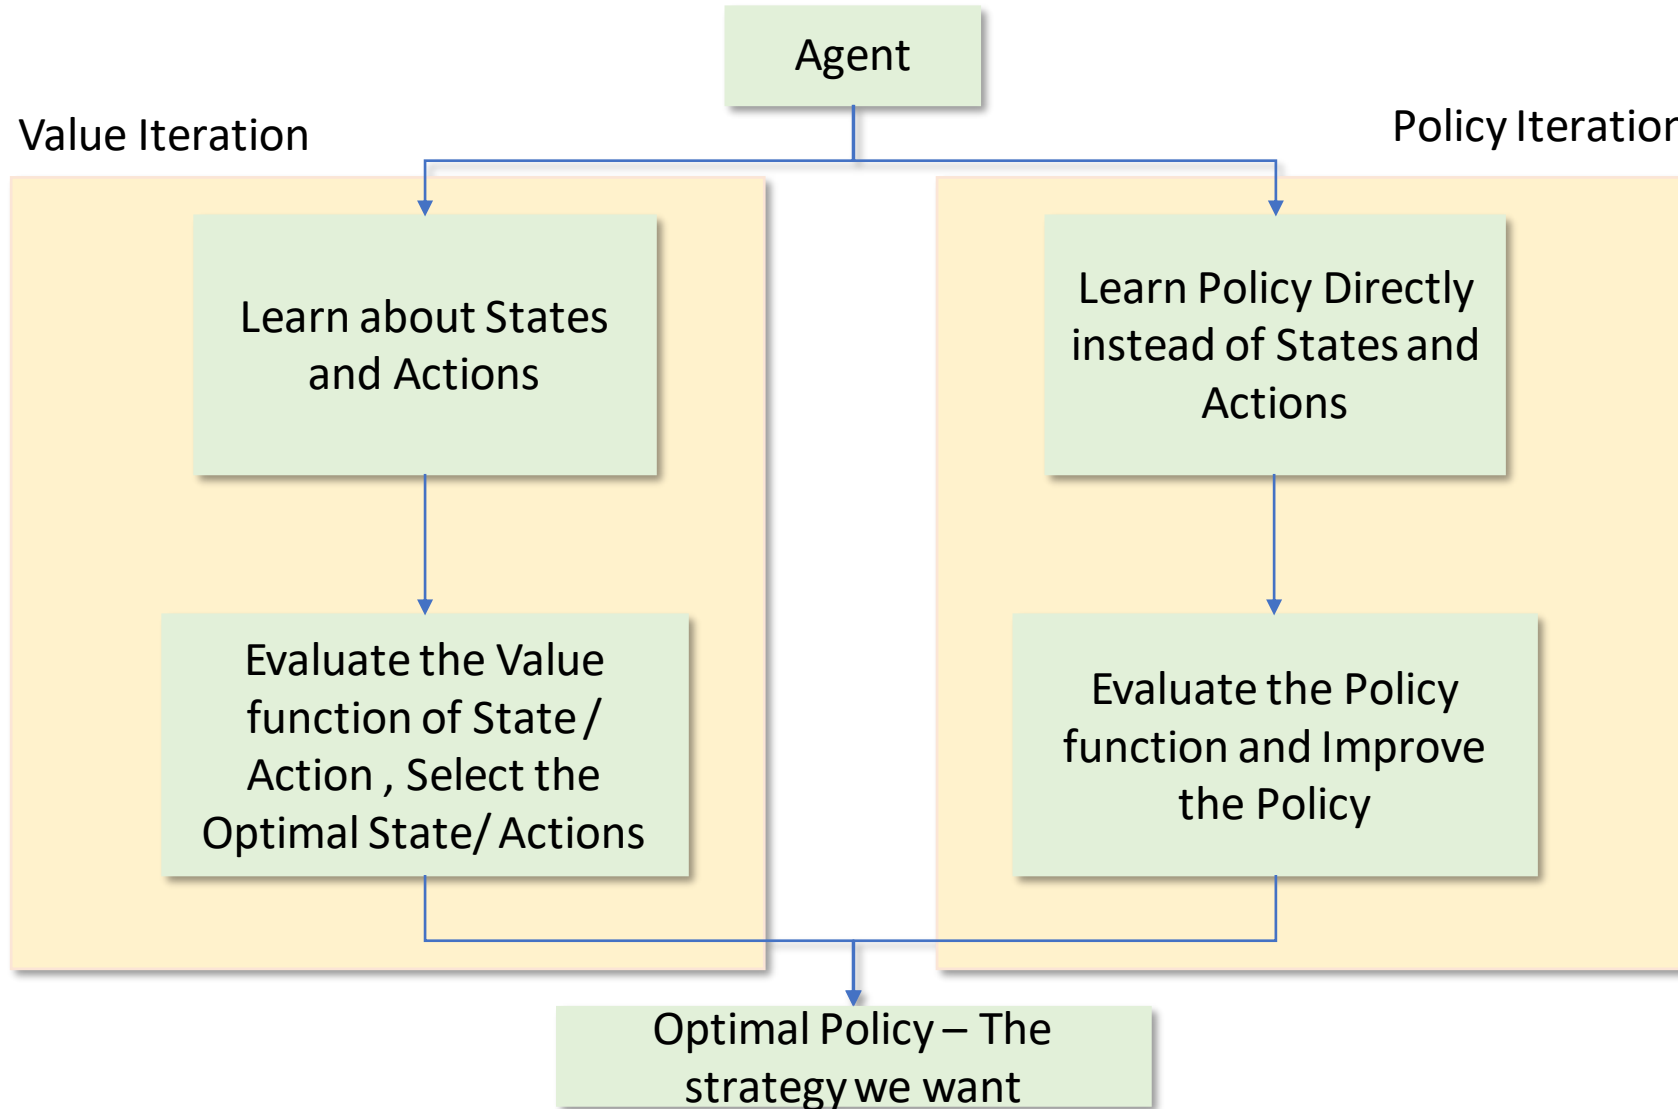 Agent
Value Iteration
Policy Iteration
Learn about States
and Actions
Learn Policy Directly
instead of States and
Actions
Evaluate the Value
function of State /
Action , Select the
Optimal State/ Actions
Evaluate the Policy
function and Improve
the Policy
Optimal Policy – The
strategy we want